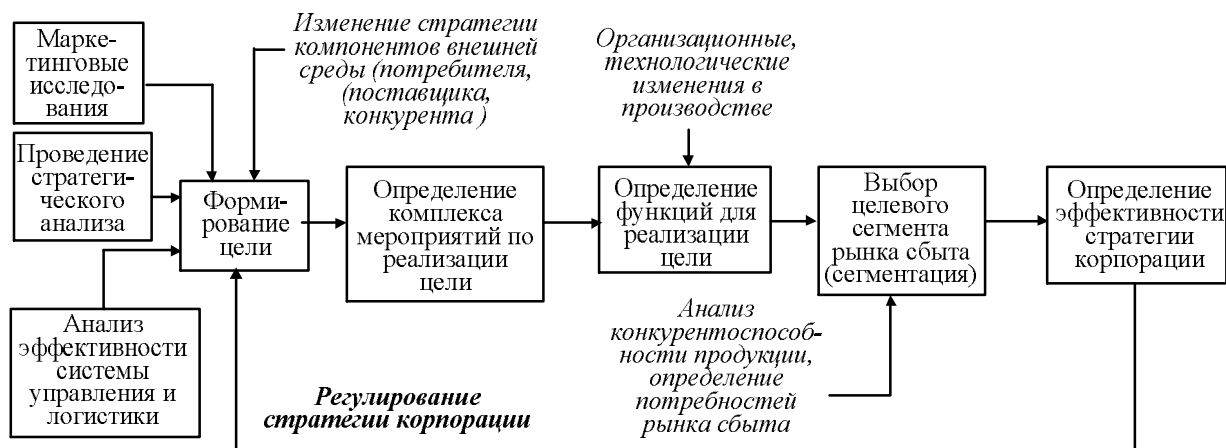 Марке-
тинговые
исследо-
вания
Изменение стратегии
компонентов внешней
среды (потребителя,
(поставщика,
конкурента )
Организационные,
технологические
изменения в
производстве
Проведение
стратеги-
ческого
анализа
Форми-
рование
цели
Определение
комплекса
мероприятий по
реализации
цели
Определение
функций для
реализации
цели
Выбор
целевого
сегмента
рынка сбыта
(сегментация)
Определение
эффективности
стратегии
корпорации
Анализ
эффективности
системы
управления и
логистики
Регулирование
стратегии корпорации
Анализ
конкурентоспособ-
ности продукции,
определение
потребностей
рынка сбыта